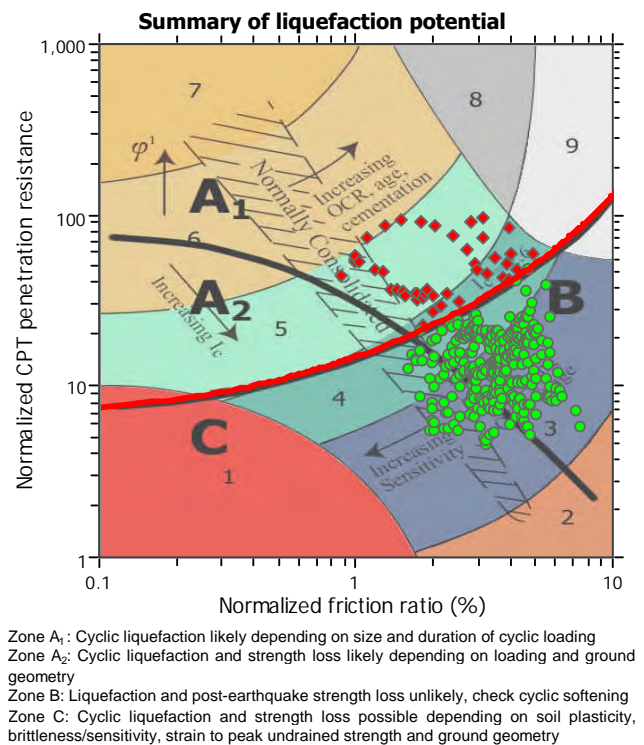 Summary of liquefaction potential
1,000
100
10
1
0.1
1
10
Normalized CPT penetration resistance
Normalized friction ratio (%)
7
8
9
φ¹
A₁
6
Normally Consolidated
Increasing
OCR, age,
cementation
A₂
Increasing Ic
5
B
4
3
C
1
Increasing
Sensitivity
2
Zone A₁: Cyclic liquefaction likely depending on size and duration of cyclic loading
Zone A₂: Cyclic liquefaction and strength loss likely depending on loading and ground
geometry
Zone B: Liquefaction and post-earthquake strength loss unlikely, check cyclic softening
Zone C: Cyclic liquefaction and strength loss possible depending on soil plasticity,
brittleness/sensitivity, strain to peak undrained strength and ground geometry